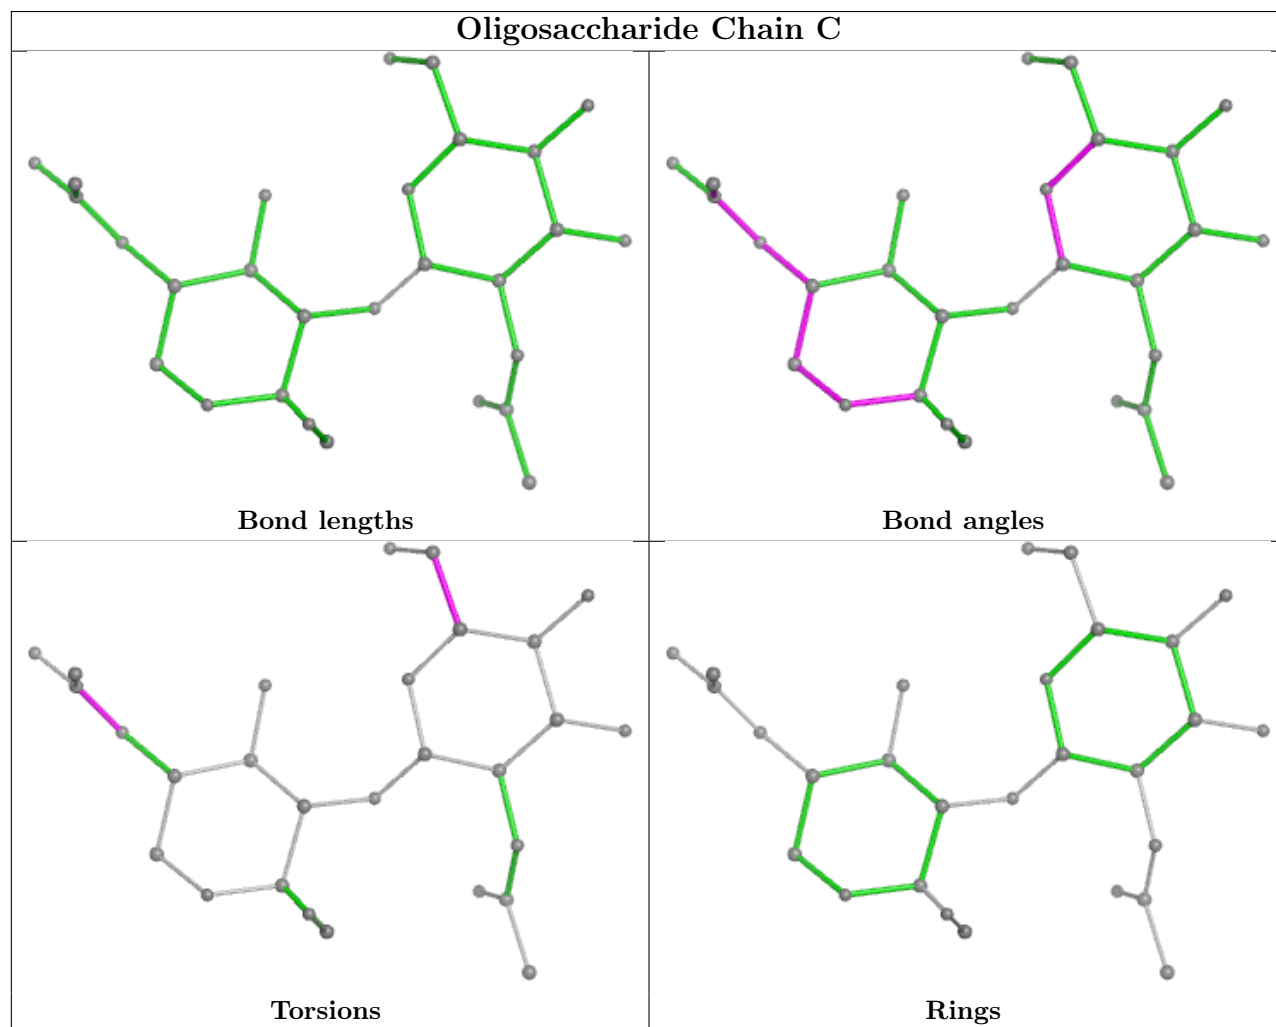 Oligosaccharide Chain C
Bond lengths
Bond angles
Torsions
Rings